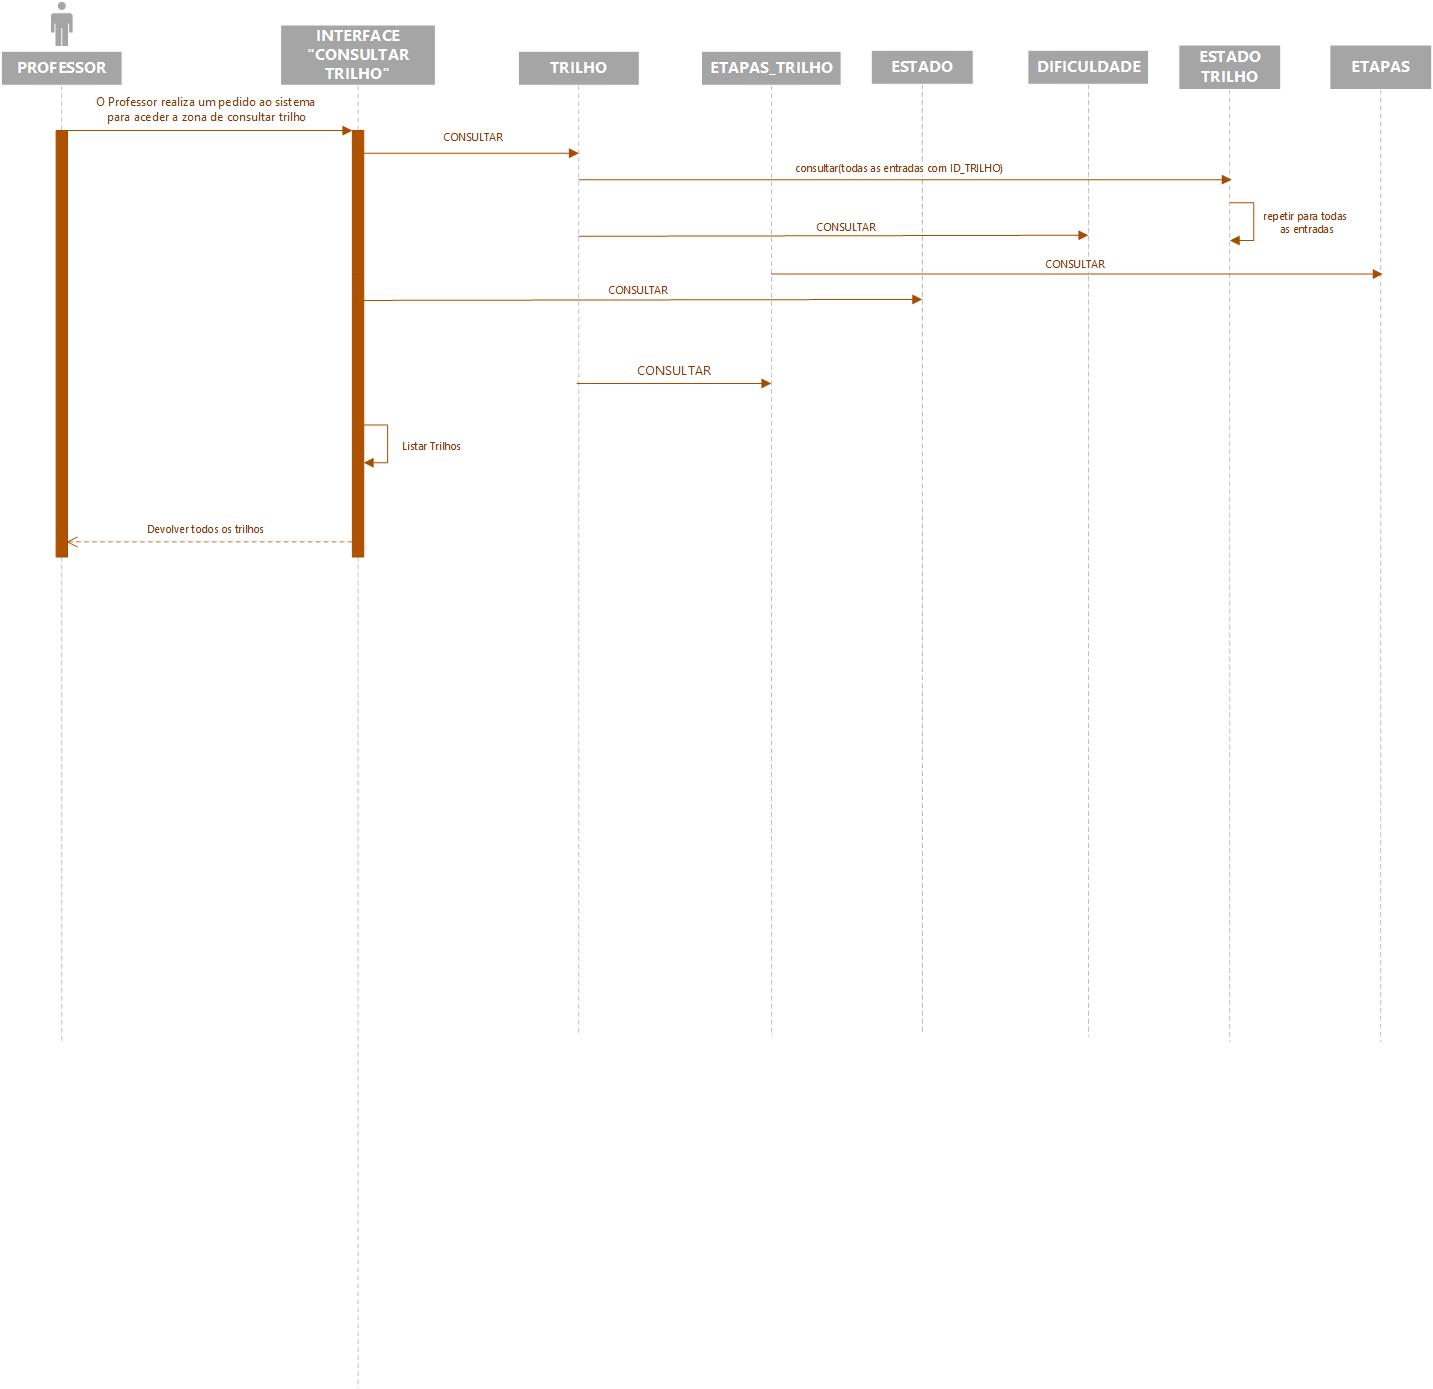 PROFESSOR
INTERFACE
"CONSULTAR
TRILHO"
TRILHO
ETAPAS_TRILHO
ESTADO
DIFICULDADE
ESTADO
TRILHO
ETAPAS
O Professor realiza um pedido ao sistema
para aceder a zona de consultar trilho
CONSULTAR
consultar(todas as entradas com ID_TRILHO)
repetir para todas
as entradas
CONSULTAR
CONSULTAR
CONSULTAR
CONSULTAR
Listar Trilhos
Devolver todos os trilhos